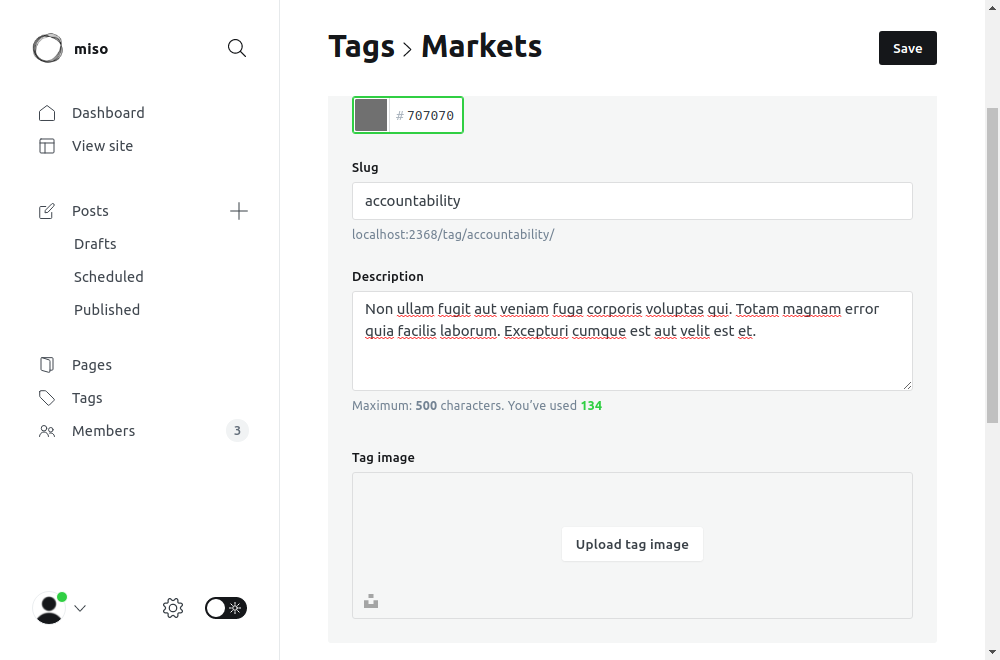 miso
Dashboard
View site
Posts
Drafts
Scheduled
Published
Pages
Tags
Members 3
Tags > Markets
Save
# 707070
Slug
accountability
localhost:2368/tag/accountability/
Description
Non ullam fugit aut veniam fuga corporis voluptas qui. Totam magnam error
quia facilis laborum. Excepturi cumque est aut velit est et.
Maximum: 500 characters. You’ve used 134
Tag image
Upload tag image